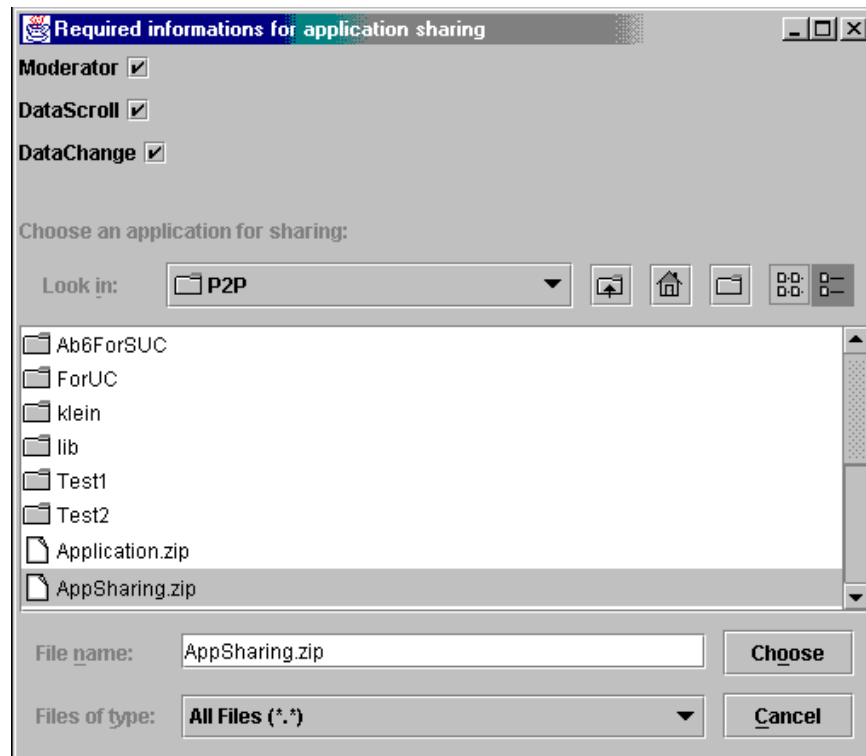 Required informations for application sharing
Moderator
DataScroll
DataChange
Choose an application for sharing:
Look in: P2P
Ab6ForSUC
ForUC
klein
lib
Test1
Test2
Application.zip
AppSharing.zip
File name: AppSharing.zip Choose
Files of type: All Files (*.*) Cancel